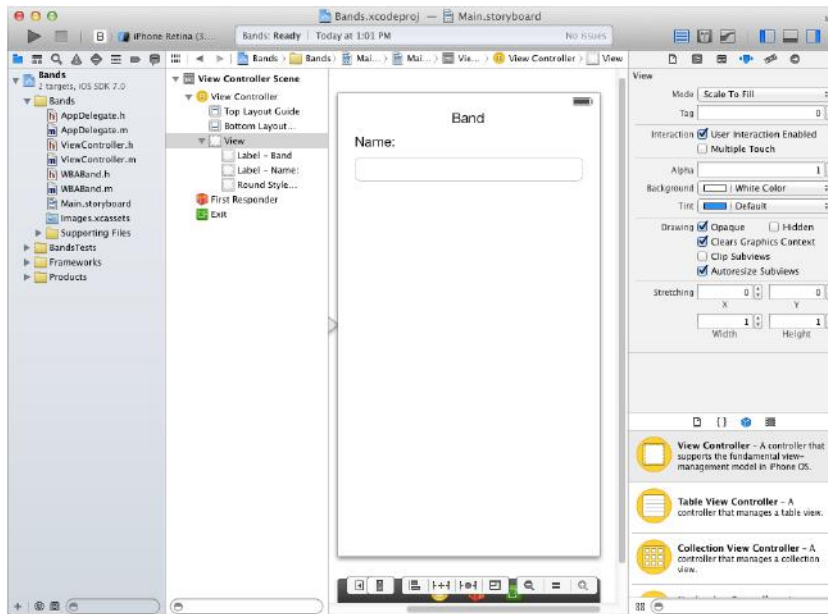 Bands.xcodeproj — Main.storyboard
B iPhone Retina (3.... Bands: Ready | Today at 1:01 PM No Issues
Bands Bands Mai... Mai... Vie... View Controller View
Bands
2 targets, iOS SDK 7.0
Bands
AppDelegate.h
AppDelegate.m
ViewController.h
ViewController.m
WBABand.h
WBABand.m
Main.storyboard
Images.xcassets
Supporting Files
BandsTests
Frameworks
Products
View Controller Scene
View Controller
Top Layout Guide
Bottom Layout...
View
Label – Band
Label – Name:
Round Style...
First Responder
Exit
Band
Name:
View
Mode Scale To Fill
Tag 0
Interaction User Interaction Enabled
Multiple Touch
Alpha 1
Background White Color
Tint Default
Drawing Opaque Hidden
Clears Graphics Context
Clip Subviews
Autoresize Subviews
Stretching 0 0
X Y
1 1
Width Height
View Controller – A controller that
supports the fundamental view-
management model in iPhone OS.
Table View Controller – A
controller that manages a table view.
Collection View Controller – A
controller that manages a collection
view.